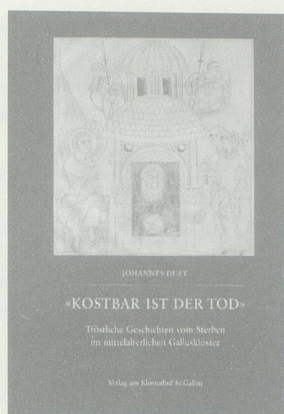 JOHANNES DUFT
«KOSTBAR IST DER TOD»
Tröstliche Geschichten vom Sterben
im mittelalterlichen Galluskloster
Verlag am Klosterhof St.Gallen